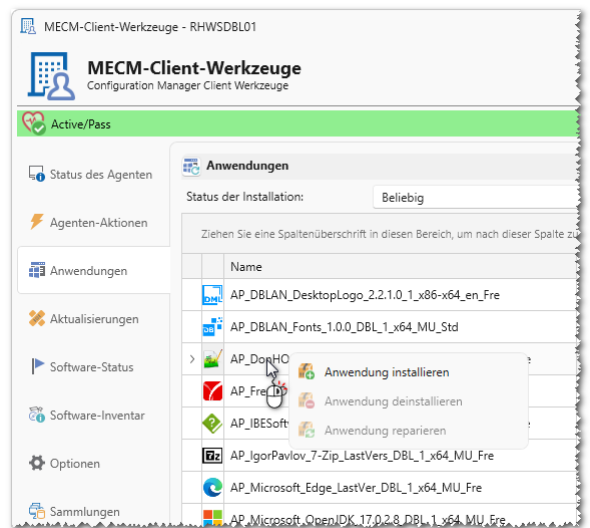 MECM-Client-Werkzeuge - RHWSDBL01
MECM-Client-Werkzeuge
Configuration Manager Client Werkzeuge
Active/Pass
Status des Agenten
Agenten-Aktionen
Anwendungen
Aktualisierungen
Software-Status
Software-Inventar
Optionen
Sammlungen
Anwendungen
Status der Installation: Beliebig
Ziehen Sie eine Spaltenüberschrift in diesen Bereich, um nach dieser Spalte zu
Name
DML AP_DBLAN_DesktopLogo_2.2.1.0_1_x86-x64_en_Fre
DB AP_DBLAN_Fonts_1.0.0_DBL_1_x64_MU_Std
AP_DonHO
AP_Fre
AP_IBESoft
7z AP_IgorPavlov_7-Zip_LastVers_DBL_1_x64_MU_Fre
AP_Microsoft_Edge_LastVer_DBL_1_x64_MU_Fre
AP_Microsoft_OpenJDK_17.0.2.8_DBL_1_x64_MU_Fre
Anwendung installieren
Anwendung deinstallieren
Anwendung reparieren